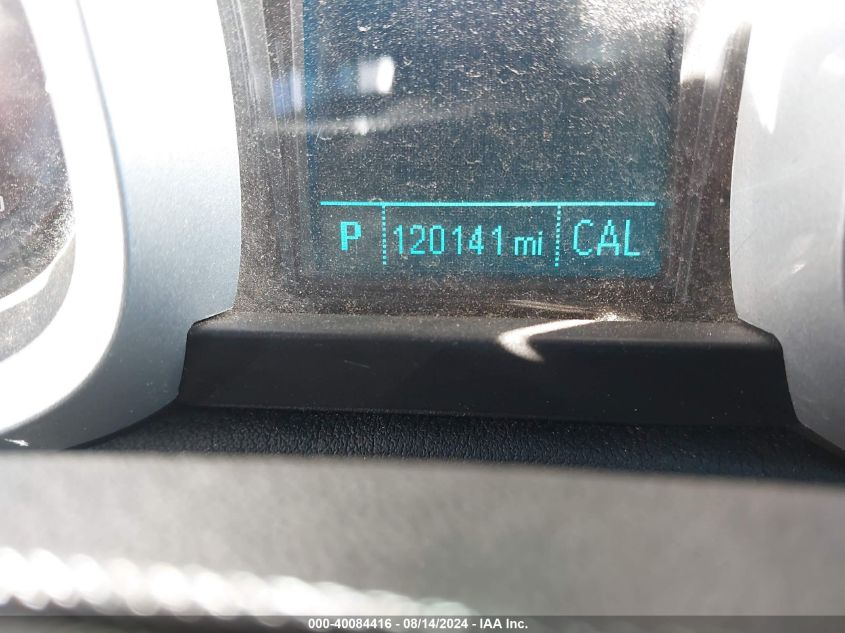 P 120141 mi CAL
000-40084416 - 08/14/2024 - IAA Inc.